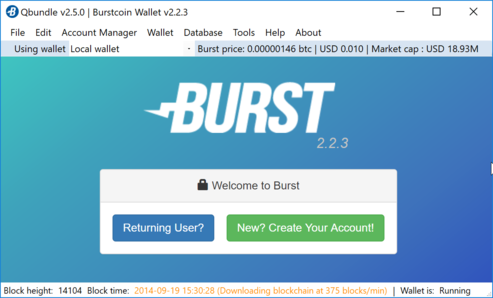 Qbundle v2.5.0 | Burstcoin Wallet v2.2.3
File Edit Account Manager Wallet Database Tools Help About
Using wallet Local wallet Burst price: 0.00000146 btc | USD 0.010 | Market cap : USD 18.93M
BURST
2.2.3
Welcome to Burst
Returning User? New? Create Your Account!
Block height: 14104 Block time: 2014-09-19 15:30:28 (Downloading blockchain at 375 blocks/min) | Wallet is: Running